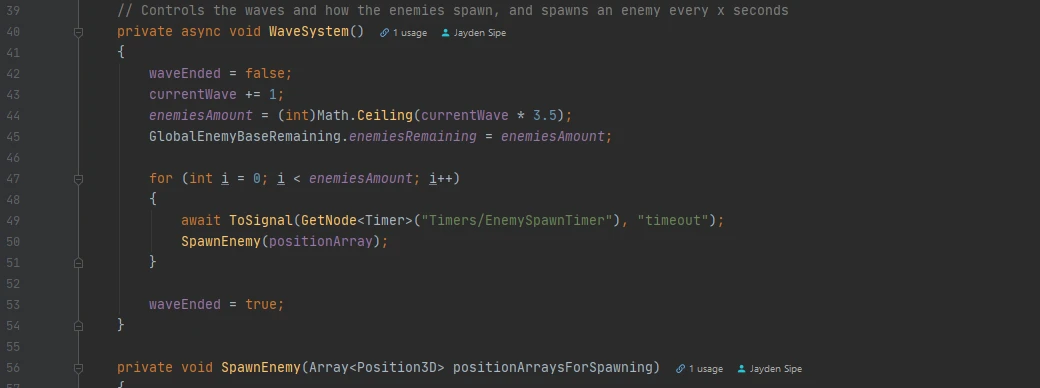 39 // Controls the waves and how the enemies spawn, and spawns an enemy every x seconds
40 private async void WaveSystem() 1 usage Jayden Sipe
41 {
42 waveEnded = false;
43 currentWave += 1;
44 enemiesAmount = (int)Math.Ceiling(currentWave * 3.5);
45 GlobalEnemyBaseRemaining.enemiesRemaining = enemiesAmount;
46
47 for (int i = 0; i < enemiesAmount; i++)
48 {
49 await ToSignal(GetNode<Timer>("Timers/EnemySpawnTimer"), "timeout");
50 SpawnEnemy(positionArray);
51 }
52
53 waveEnded = true;
54 }
55
56 private void SpawnEnemy(Array<Position3D> positionArraysForSpawning) 1 usage Jayden Sipe
57 {